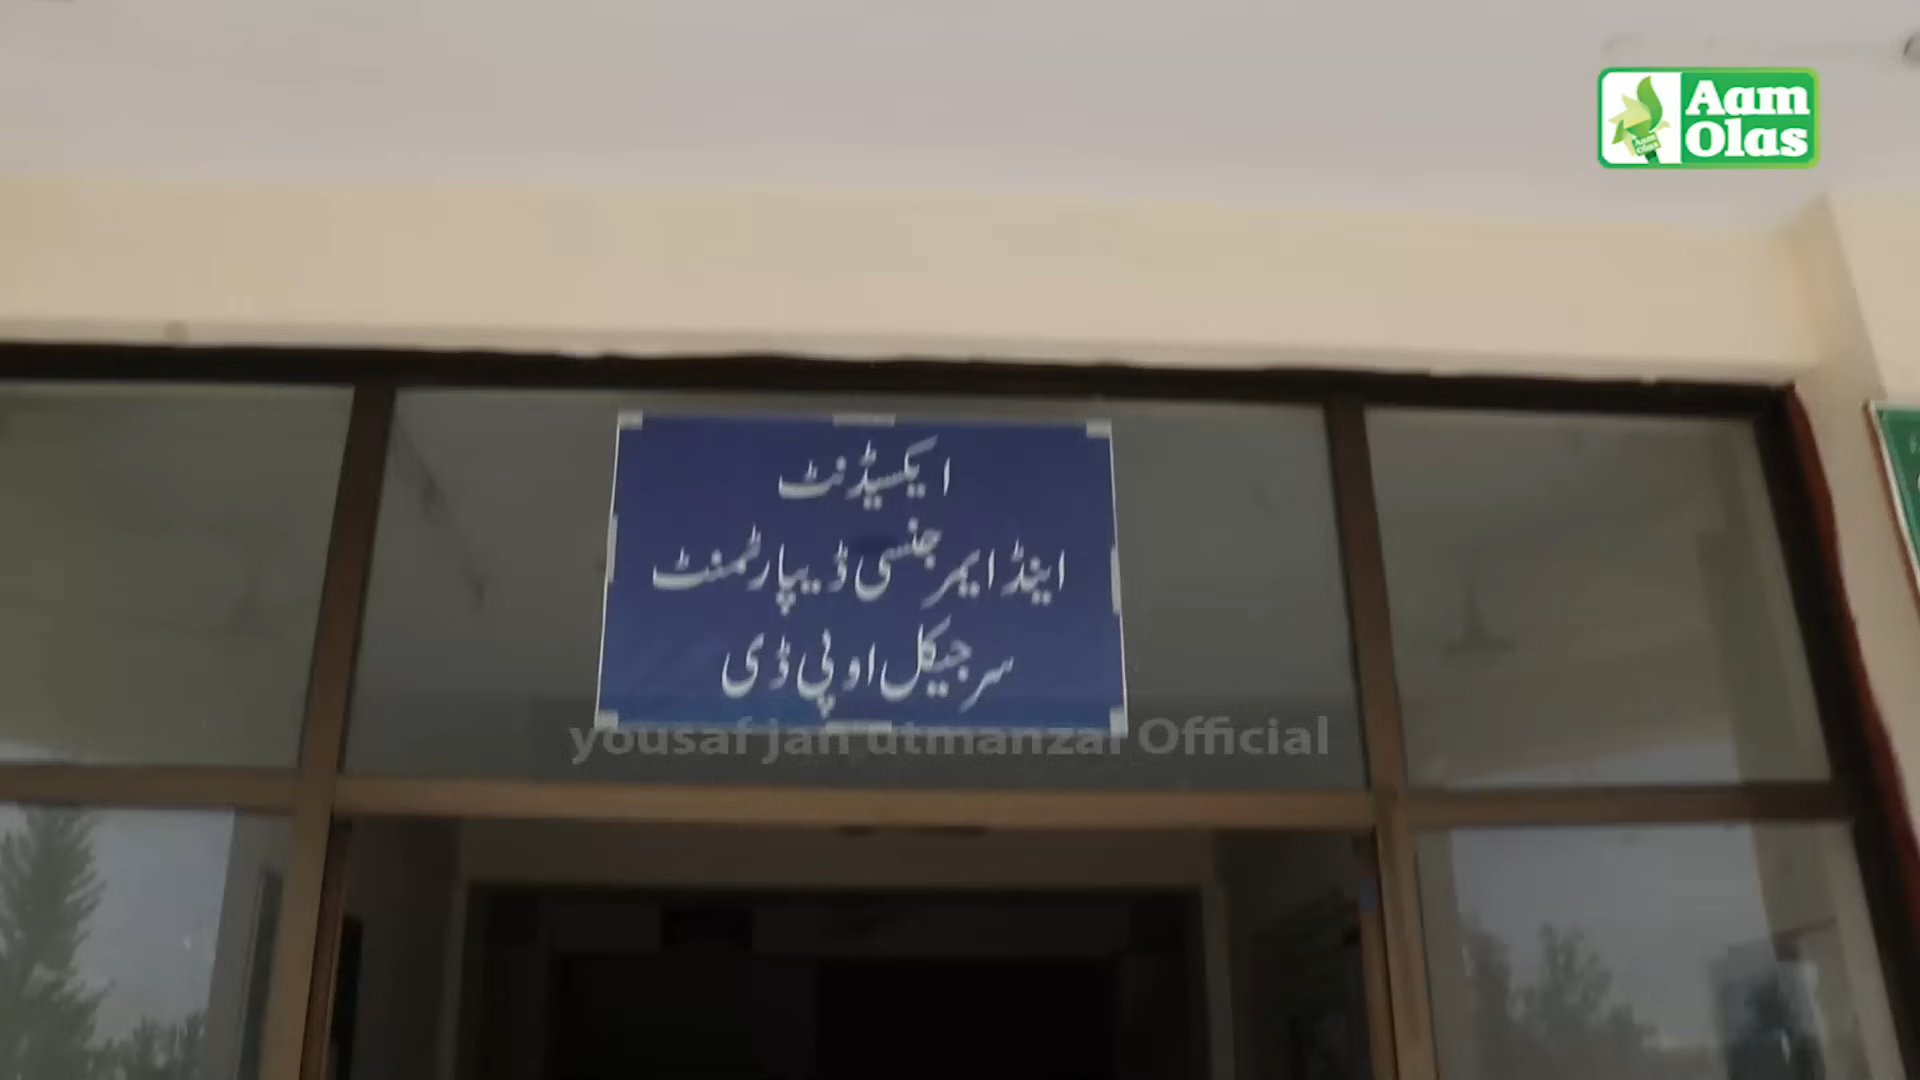 Aam
Olas
ایکسیڈنٹ
اینڈ ایمرجنسی ڈیپارٹمنٹ
سرجیکل او پی ڈی
yousaf jan utmanzai Official